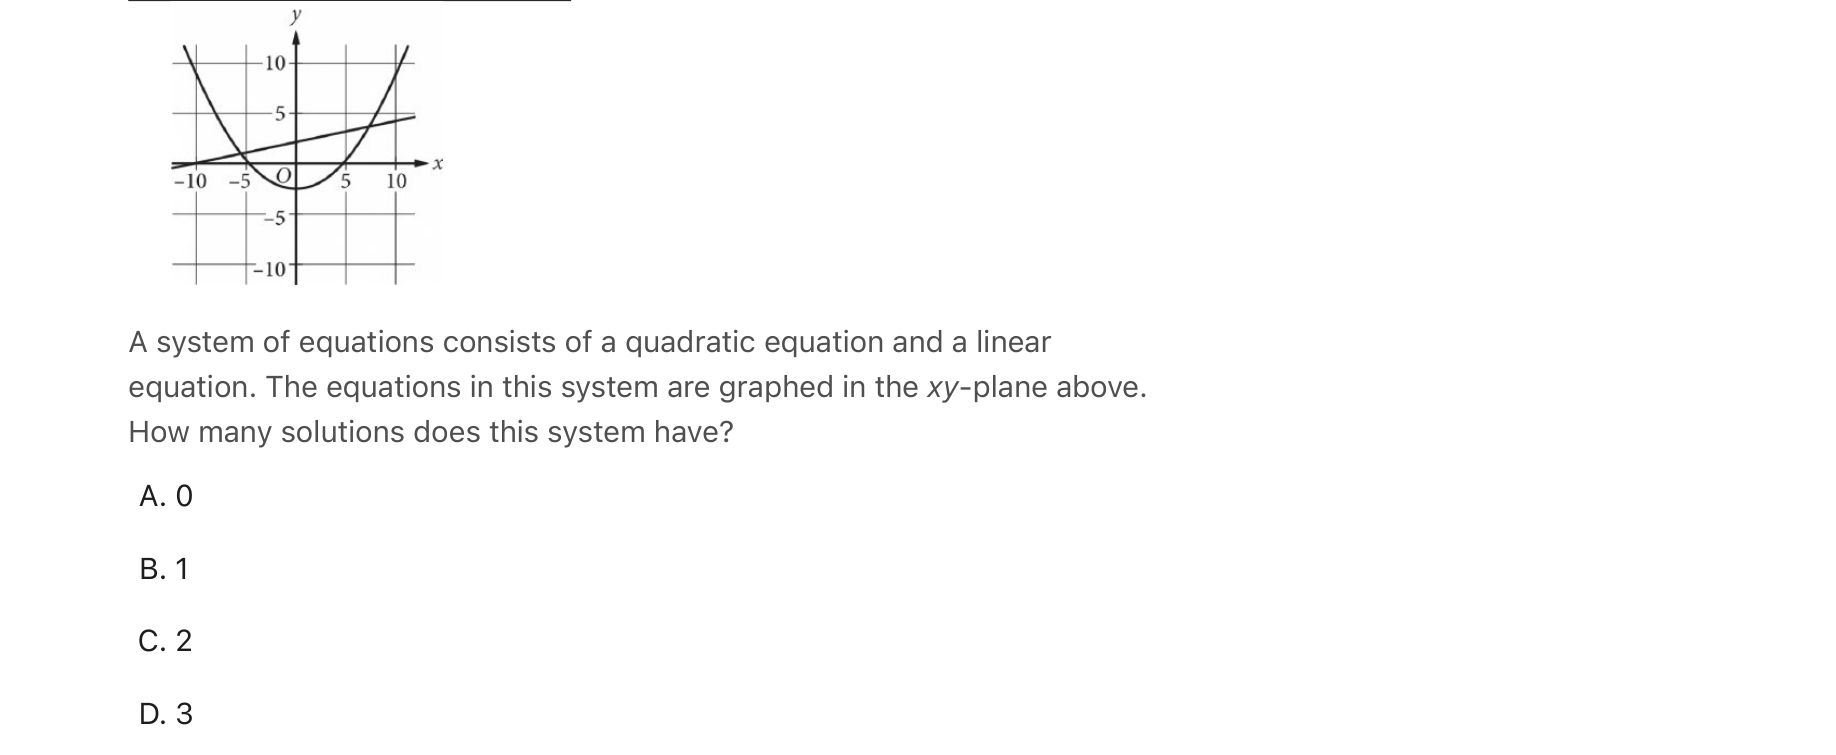 y
10
5
x
-10 -5 O 5 10
-5
-10
A system of equations consists of a quadratic equation and a linear
equation. The equations in this system are graphed in the xy-plane above.
How many solutions does this system have?
A. 0
B. 1
C. 2
D. 3